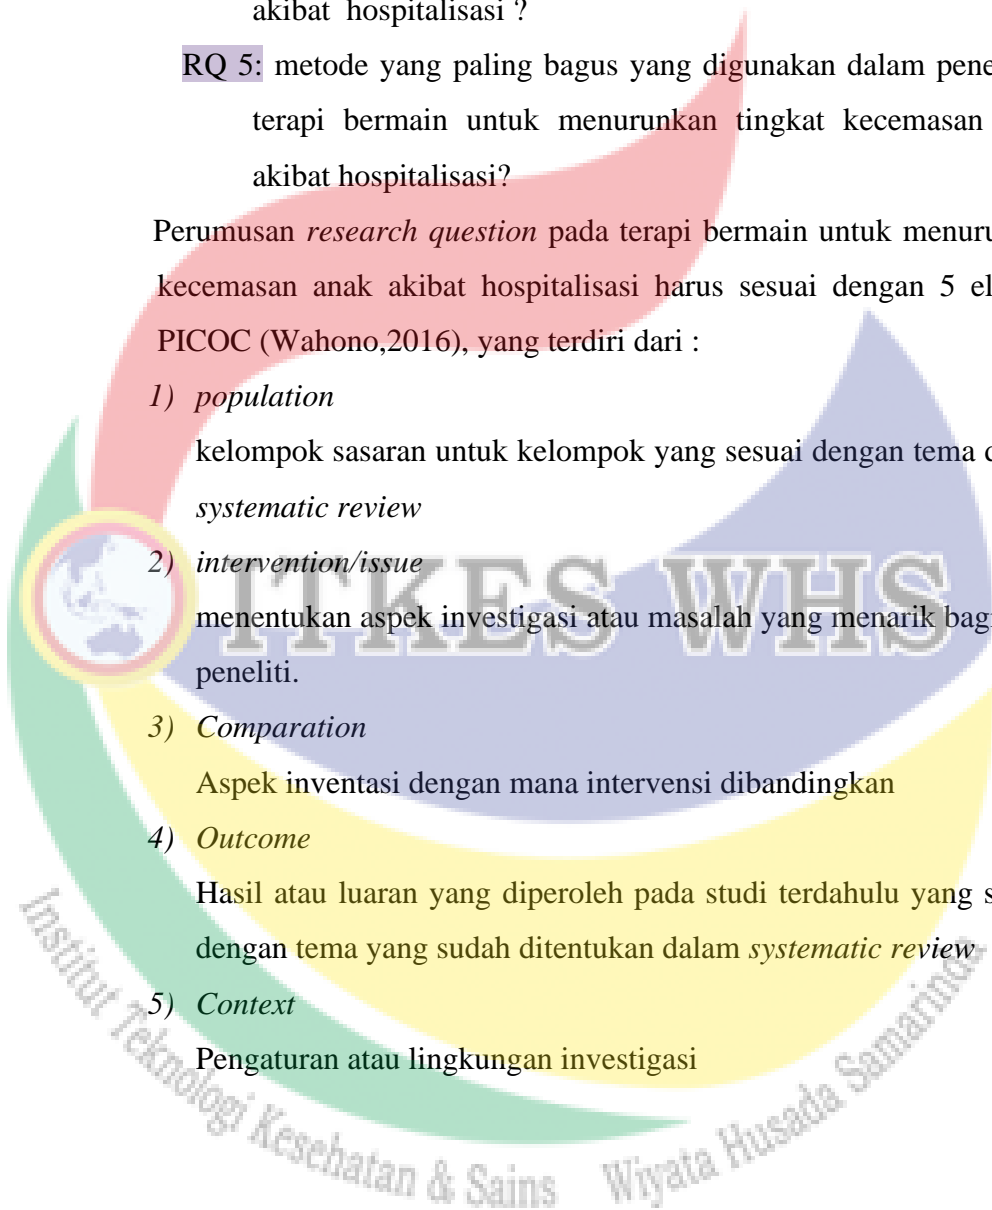 akibat hospitalisasi ?
RQ 5: metode yang paling bagus yang digunakan dalam pene
terapi bermain untuk menurunkan tingkat kecemasan
akibat hospitalisasi?
Perumusan research question pada terapi bermain untuk menuru
kecemasan anak akibat hospitalisasi harus sesuai dengan 5 el
PICOC (Wahono,2016), yang terdiri dari :
1) population
kelompok sasaran untuk kelompok yang sesuai dengan tema
systematic review
2) intervention/issue
ITKES WHS
menentukan aspek investigasi atau masalah yang menarik bagi
peneliti.
3) Comparation
Aspek inventasi dengan mana intervensi dibandingkan
4) Outcome
Hasil atau luaran yang diperoleh pada studi terdahulu yang s
dengan tema yang sudah ditentukan dalam systematic review
5) Context
Pengaturan atau lingkungan investigasi
Institut Teknologi Kesehatan & Sains Wiyata Husada Samarinda